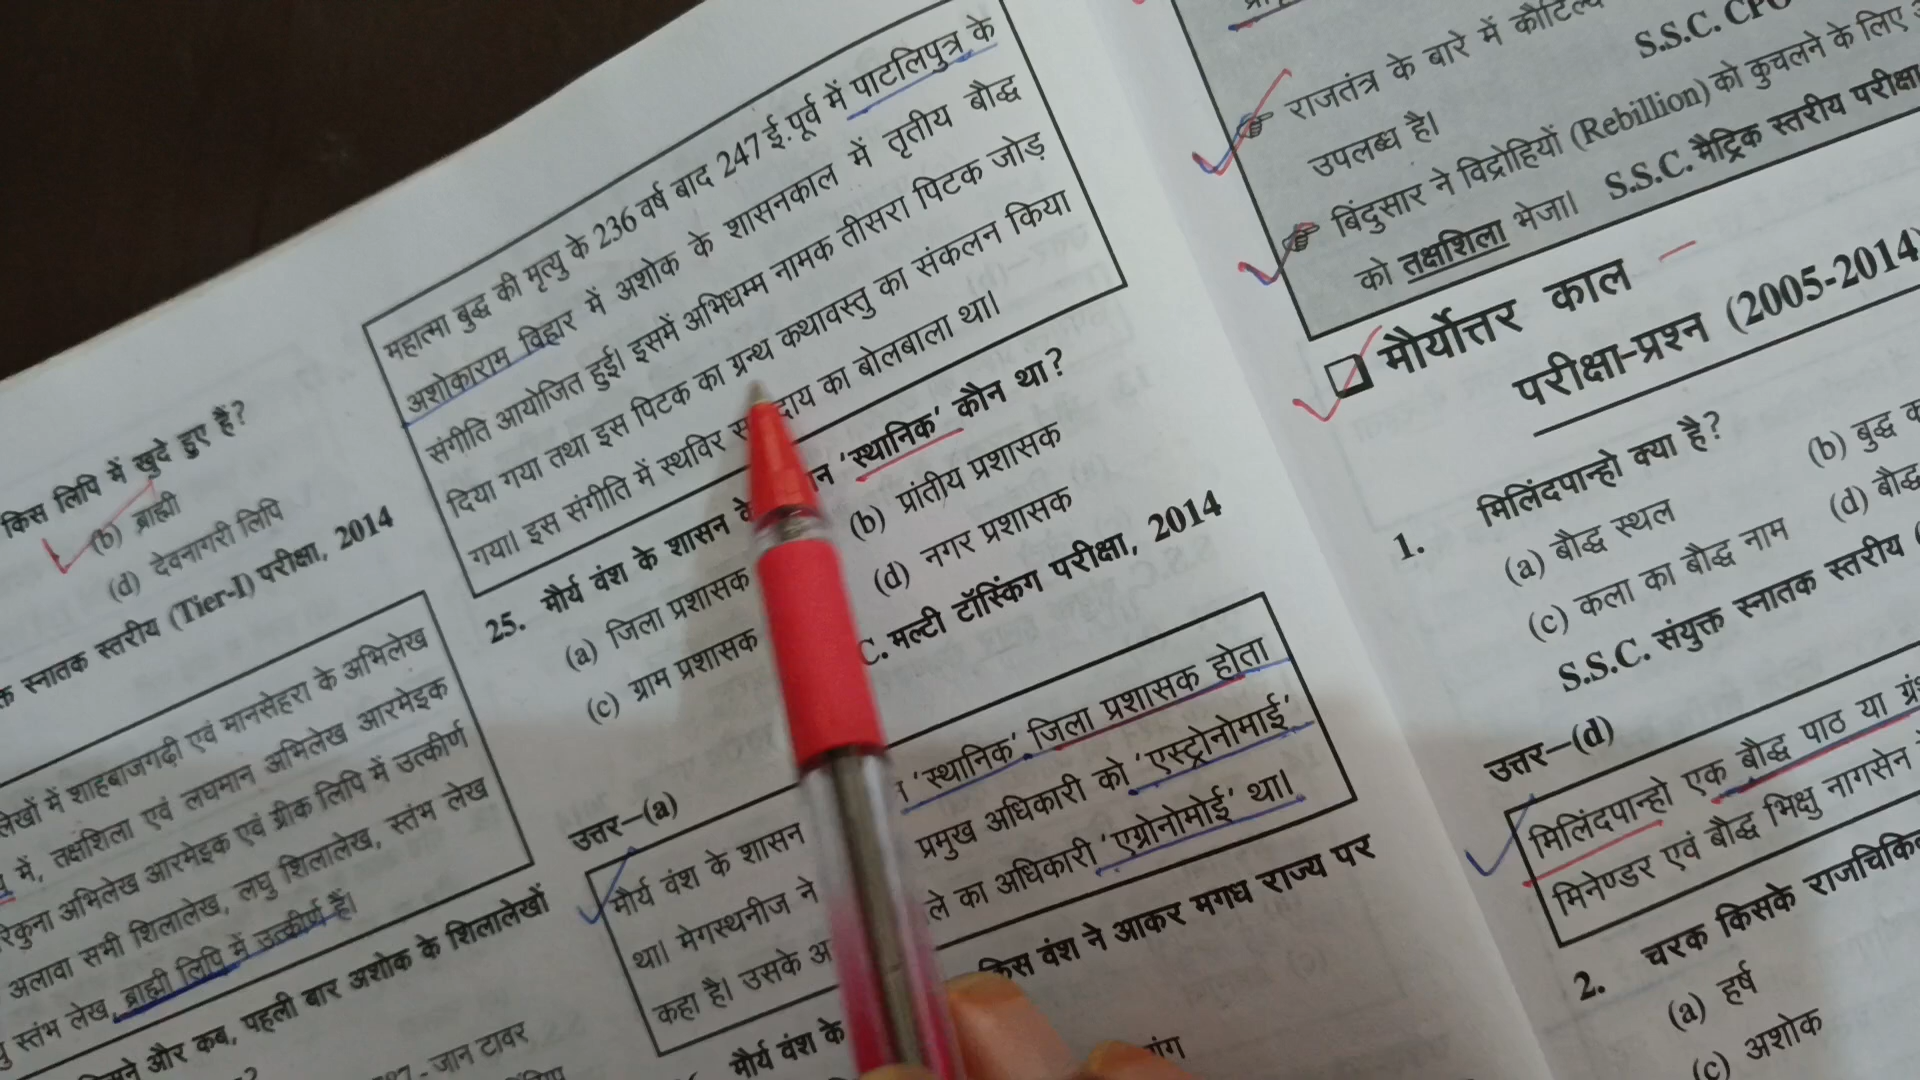 किस लिपि में खुदे हुए हैं?
(b) ब्राह्मी
(d) देवनागरी लिपि
स्नातक स्तरीय (Tier-I) परीक्षा, 2014
लेखों में शाहबाजगढ़ी एवं मानसेहरा के अभिलेख
में, तक्षशिला एवं लघमान अभिलेख आरमेइक
अभिलेख आरमेइक एवं ग्रीक लिपि में उत्कीर्ण
अलावा सभी शिलालेख, लघु शिलालेख, स्तंभ लेख
स्तंभ लेख, ब्राह्मी लिपि में उत्कीर्ण हैं।
और कब, पहली बार अशोक के शिलालेखों
जान टावर
महात्मा बुद्ध की मृत्यु के 236 वर्ष बाद 247 ई.पूर्व में पाटलिपुत्र के
अशोकाराम विहार में अशोक के शासनकाल में तृतीय बौद्ध
संगीति आयोजित हुई। इसमें अभिधम्म नामक तीसरा पिटक जोड़
दिया गया तथा इस पिटक का ग्रन्थ कथावस्तु का संकलन किया
गया। इस संगीति में स्थविर का बोलबाला था।
25. मौर्य वंश के शासन 'स्थानिक' कौन था?
(a) जिला प्रशासक (b) प्रांतीय प्रशासक
(c) ग्राम प्रशासक (d) नगर प्रशासक
C. मल्टी टॉस्किंग परीक्षा, 2014
उत्तर–(a)
मौर्य वंश के शासन 'स्थानिक' जिला प्रशासक होता
था। मेगस्थनीज ने प्रमुख अधिकारी को 'एस्ट्रोनोमाई'
कहा है। उसके का अधिकारी 'एग्रोनोमोई' था।
मौर्य वंश के किस वंश ने आकर मगध राज्य पर
राजतंत्र के बारे में
S.S.C. CPO
उपलब्ध है।
बिंदुसार ने विद्रोहियों (Rebillion) को कुचलने के लिए
को तक्षशिला भेजा। S.S.C. मैट्रिक स्तरीय परीक्षा
मौर्योत्तर काल
परीक्षा-प्रश्न (2005-2014)
1. मिलिंदपान्हो क्या है?
(a) बौद्ध स्थल (b) बुद्ध
(c) कला का बौद्ध नाम (d) बौद्ध
S.S.C. संयुक्त स्नातक स्तरीय
उत्तर–(d)
मिलिंदपान्हो एक बौद्ध पाठ या
मिनेण्डर एवं बौद्ध भिक्षु नागसेन
2. चरक किसके
(a) हर्ष
(c) अशोक